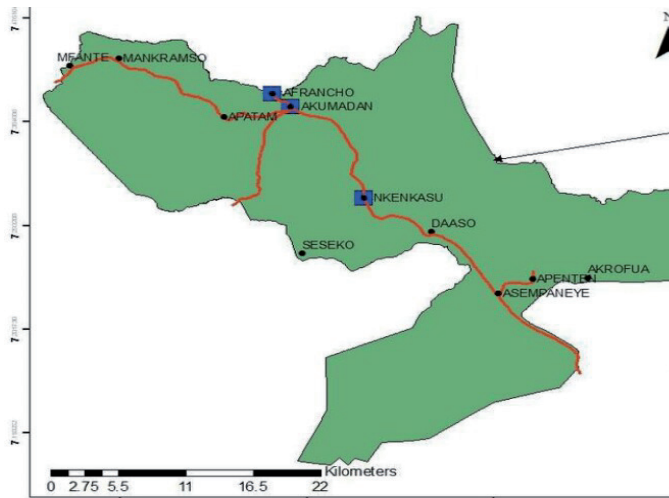 N
MFANTE
MANKRAMSO
AFRANCHO
AKUMADAN
APATAM
NKENKASU
DAASO
SESEKO
AKROFUA
APENTEN
ASEMPANEYE
Kilometers
0 2.75 5.5 11 16.5 22